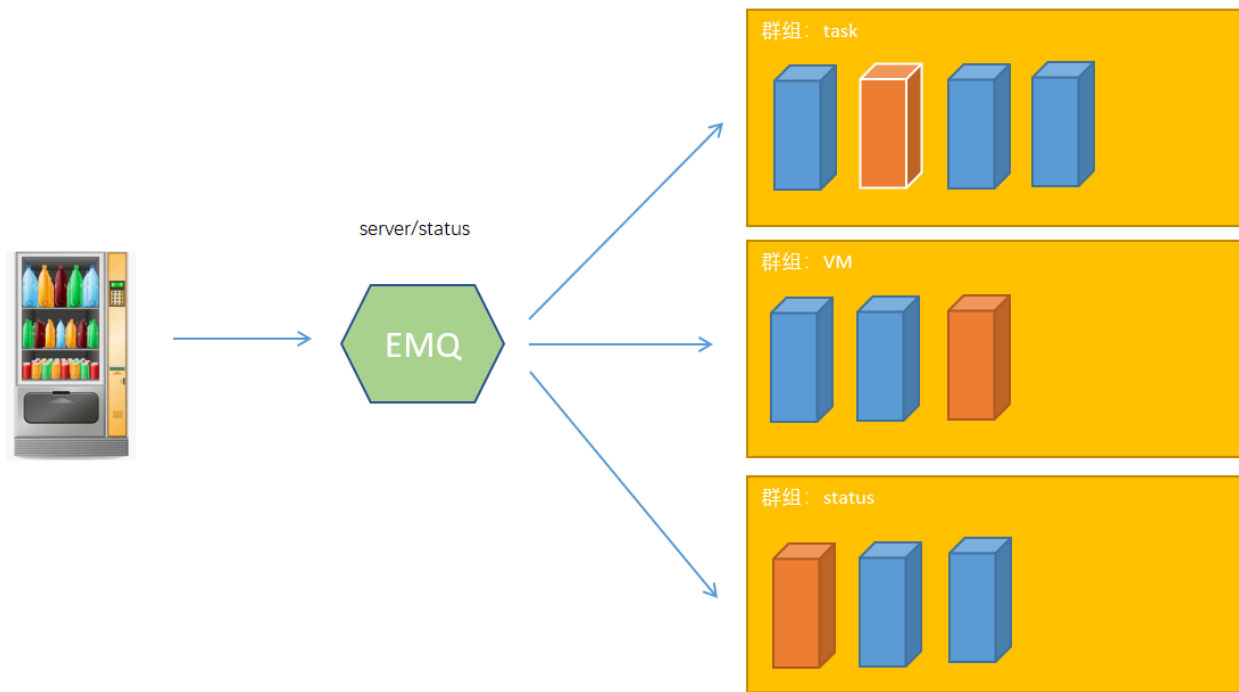 群组：task
server/status
EMQ
群组：VM
群组：status